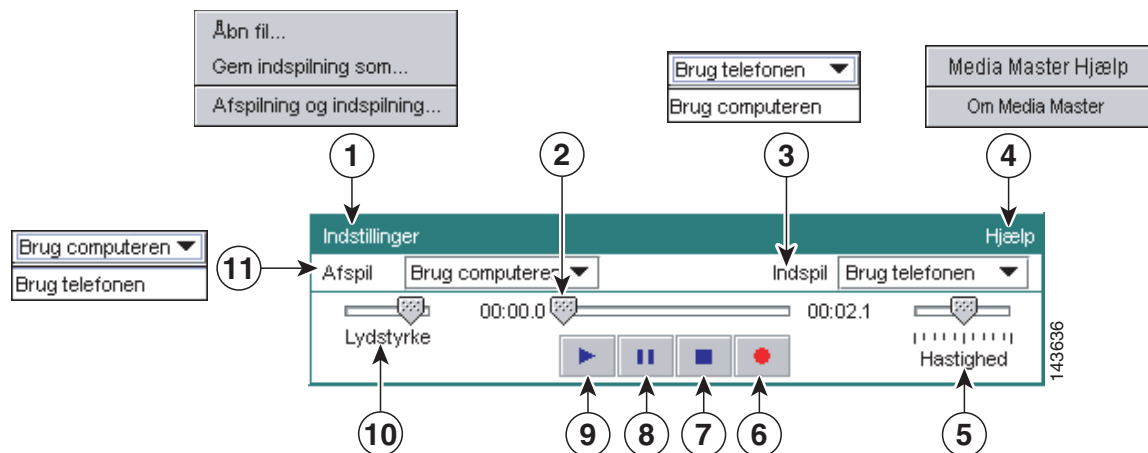 Åbn fil...
Gem indspilning som...
Afspilning og indspilning...
Brug telefonen
Brug computeren
Media Master Hjælp
Om Media Master
1
2
3
4
Brug computeren
Brug telefonen
11
Indstillinger
Hjælp
Afspil
Brug computeren
Indspil
Brug telefonen
00:00.0
00:02.1
Lydstyrke
Hastighed
143636
10
9
8
7
6
5